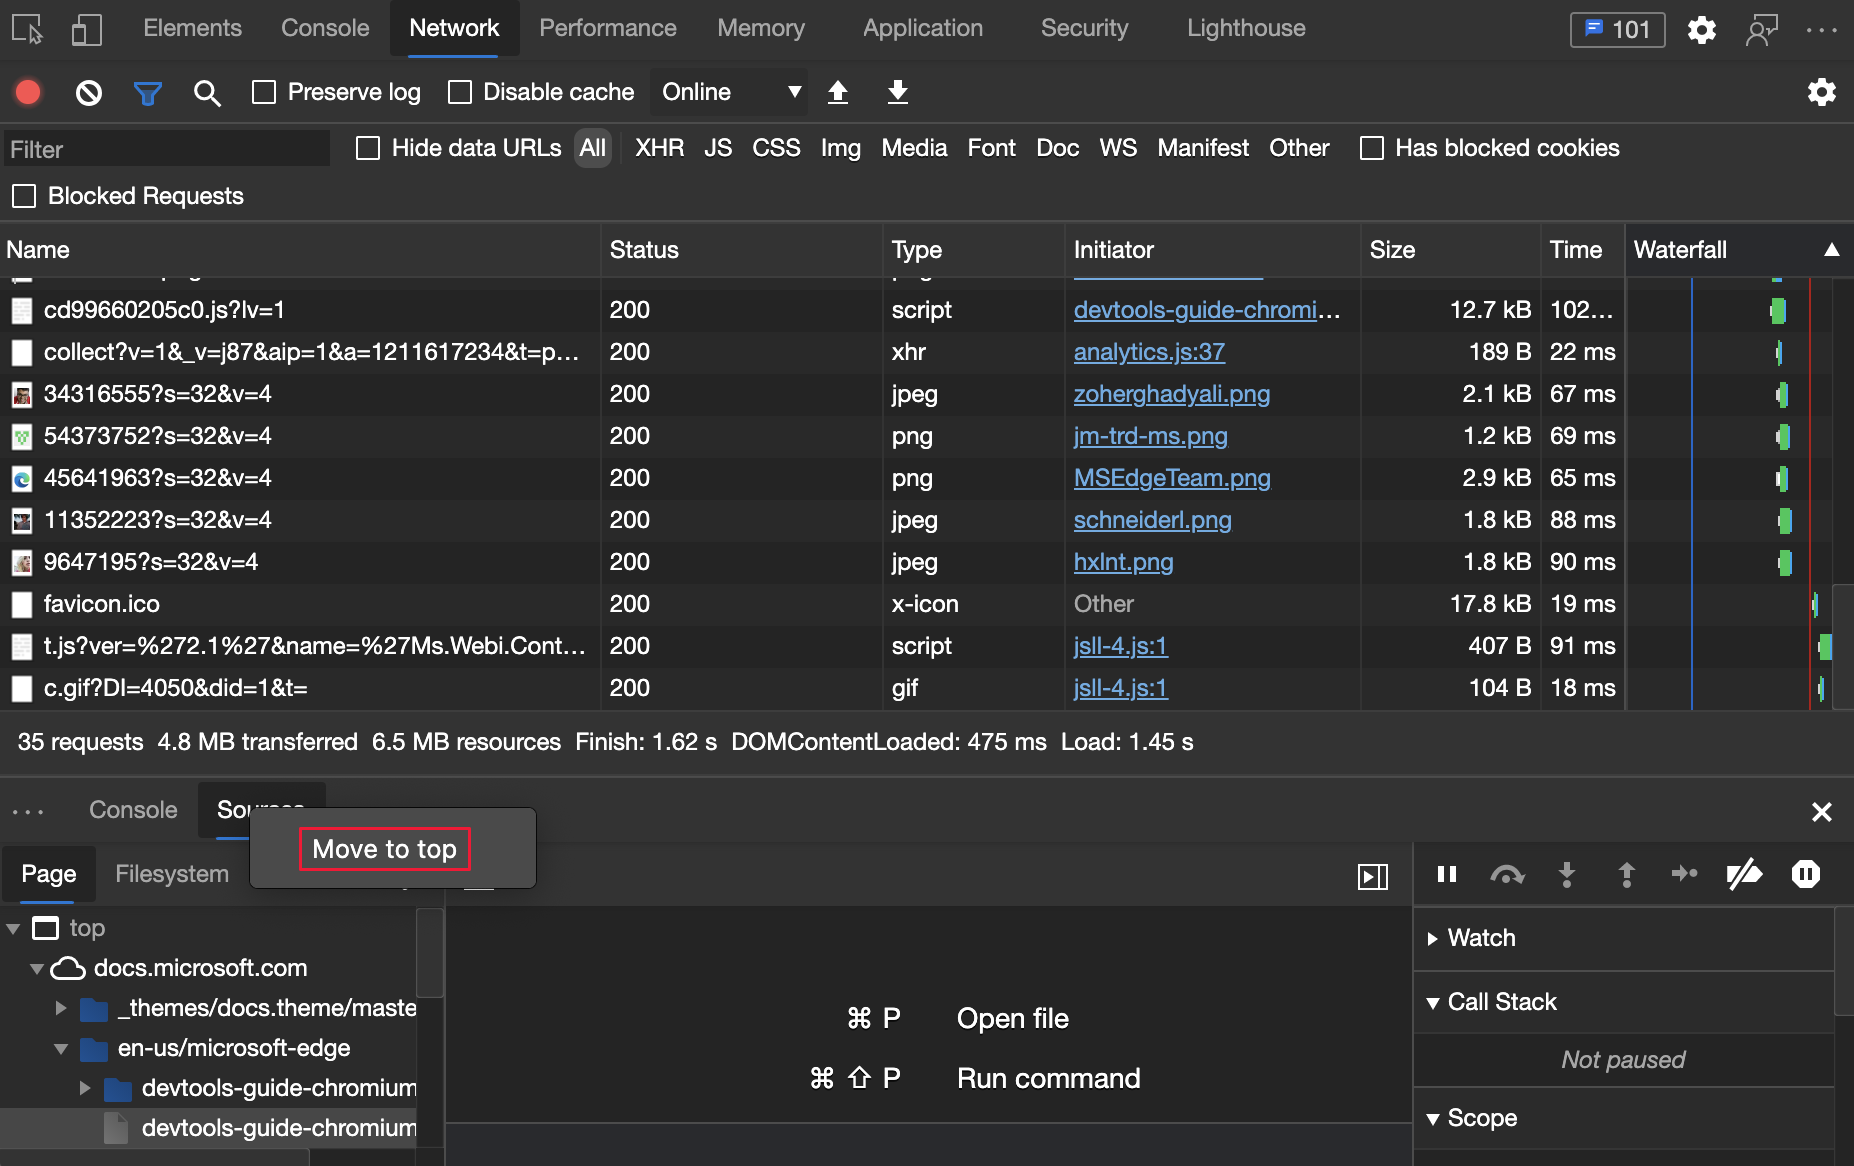 Elements Console Network Performance Memory Application Security Lighthouse 101
Preserve log Disable cache Online
Filter Hide data URLs All XHR JS CSS Img Media Font Doc WS Manifest Other Has blocked cookies
Blocked Requests
Name Status Type Initiator Size Time Waterfall
cd99660205c0.js?lv=1 200 script devtools-guide-chromi... 12.7 kB 102...
collect?v=1&_v=j87&aip=1&a=1211617234&t=p... 200 xhr analytics.js:37 189 B 22 ms
34316555?s=32&v=4 200 jpeg zoherghadyali.png 2.1 kB 67 ms
54373752?s=32&v=4 200 png jm-trd-ms.png 1.2 kB 69 ms
45641963?s=32&v=4 200 png MSEdgeTeam.png 2.9 kB 65 ms
11352223?s=32&v=4 200 jpeg schneiderl.png 1.8 kB 88 ms
9647195?s=32&v=4 200 jpeg hxlnt.png 1.8 kB 90 ms
favicon.ico 200 x-icon Other 17.8 kB 19 ms
t.js?ver=%272.1%27&name=%27Ms.Webi.Cont... 200 script jsll-4.js:1 407 B 91 ms
c.gif?DI=4050&did=1&t= 200 gif jsll-4.js:1 104 B 18 ms
35 requests 4.8 MB transferred 6.5 MB resources Finish: 1.62 s DOMContentLoaded: 475 ms Load: 1.45 s
Console Sources
Move to top
Page Filesystem
top
docs.microsoft.com
_themes/docs.theme/maste
en-us/microsoft-edge
devtools-guide-chromium
devtools-guide-chromium
⌘ P Open file
⌘ ⇧ P Run command
Watch
Call Stack
Not paused
Scope